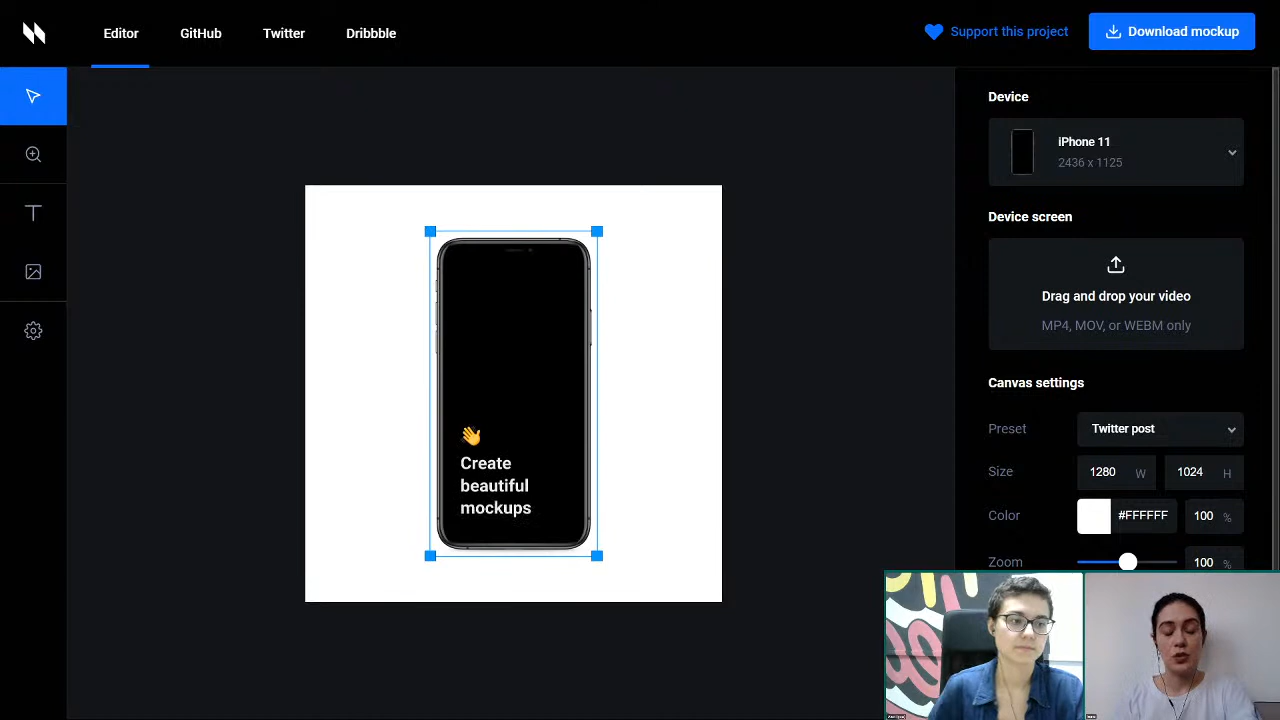 Editor GitHub Twitter Dribbble Support this project Download mockup
Device
iPhone 11
2436 x 1125
Device screen
Drag and drop your video
MP4, MOV, or WEBM only
Canvas settings
Preset Twitter post
Size 1280 W 1024 H
Color #FFFFFF 100 %
Zoom 100 %
👋
Create
beautiful
mockups